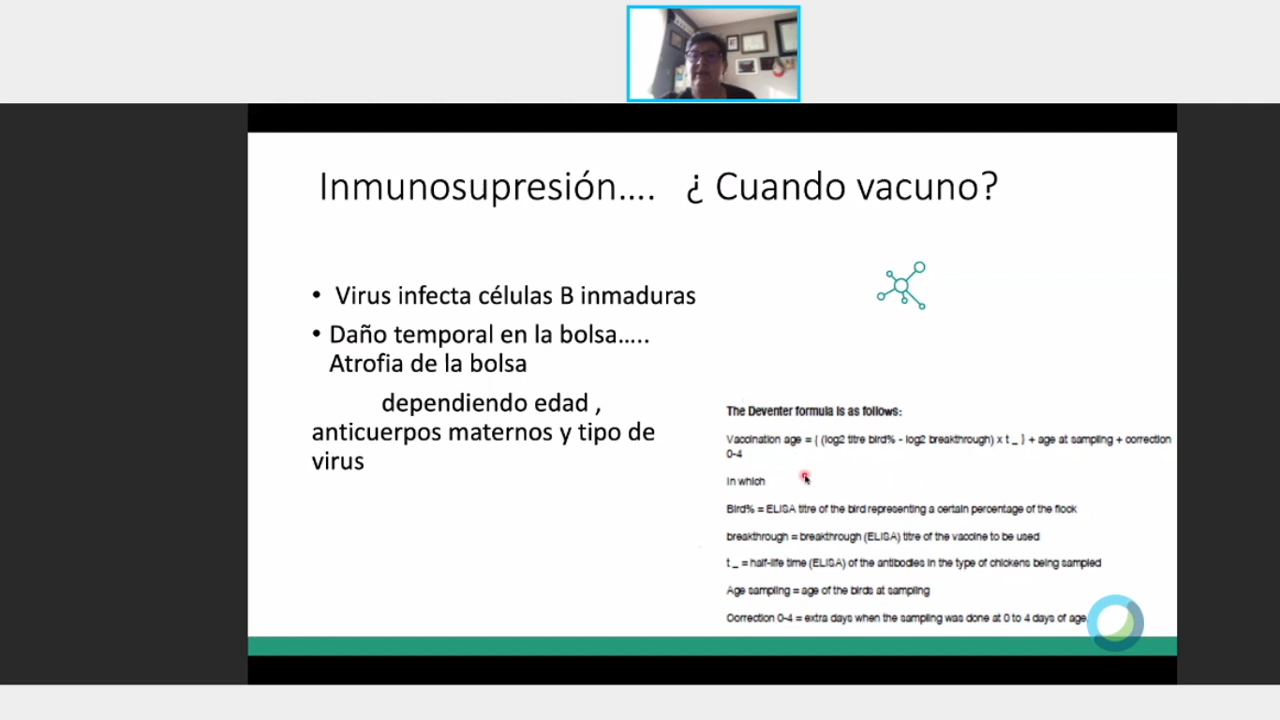 Inmunosupresión.... ¿ Cuando vacuno?
• Virus infecta células B inmaduras
• Daño temporal en la bolsa.....
Atrofia de la bolsa
dependiendo edad ,
anticuerpos maternos y tipo de
virus
The Deventer formula is as follows:
Vaccination age = { (log2 titre bird% - log2 breakthrough) x t _ } + age at sampling + correction
0-4
In which
Bird% = ELISA titre of the bird representing a certain percentage of the flock
breakthrough = breakthrough (ELISA) titre of the vaccine to be used
t _ = half-life time (ELISA) of the antibodies in the type of chickens being sampled
Age sampling = age of the birds at sampling
Correction 0-4 = extra days when the sampling was done at 0 to 4 days of age.